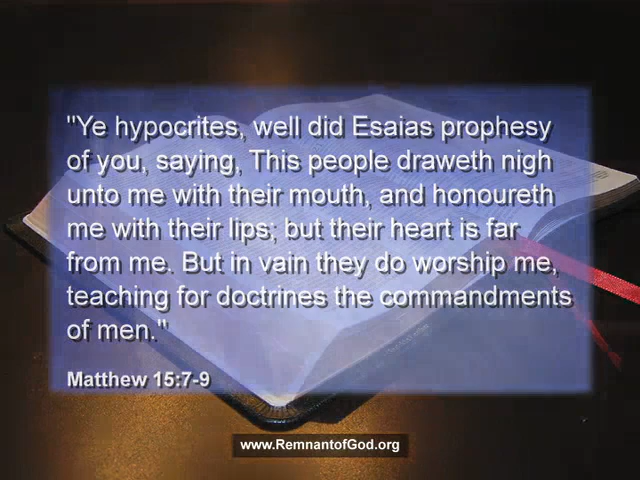 "Ye hypocrites, well did Esaias prophesy
of you, saying, This people draweth nigh
unto me with their mouth, and honoureth
me with their lips; but their heart is far
from me. But in vain they do worship me,
teaching for doctrines the commandments
of men."
Matthew 15:7-9
www.RemnantofGod.org